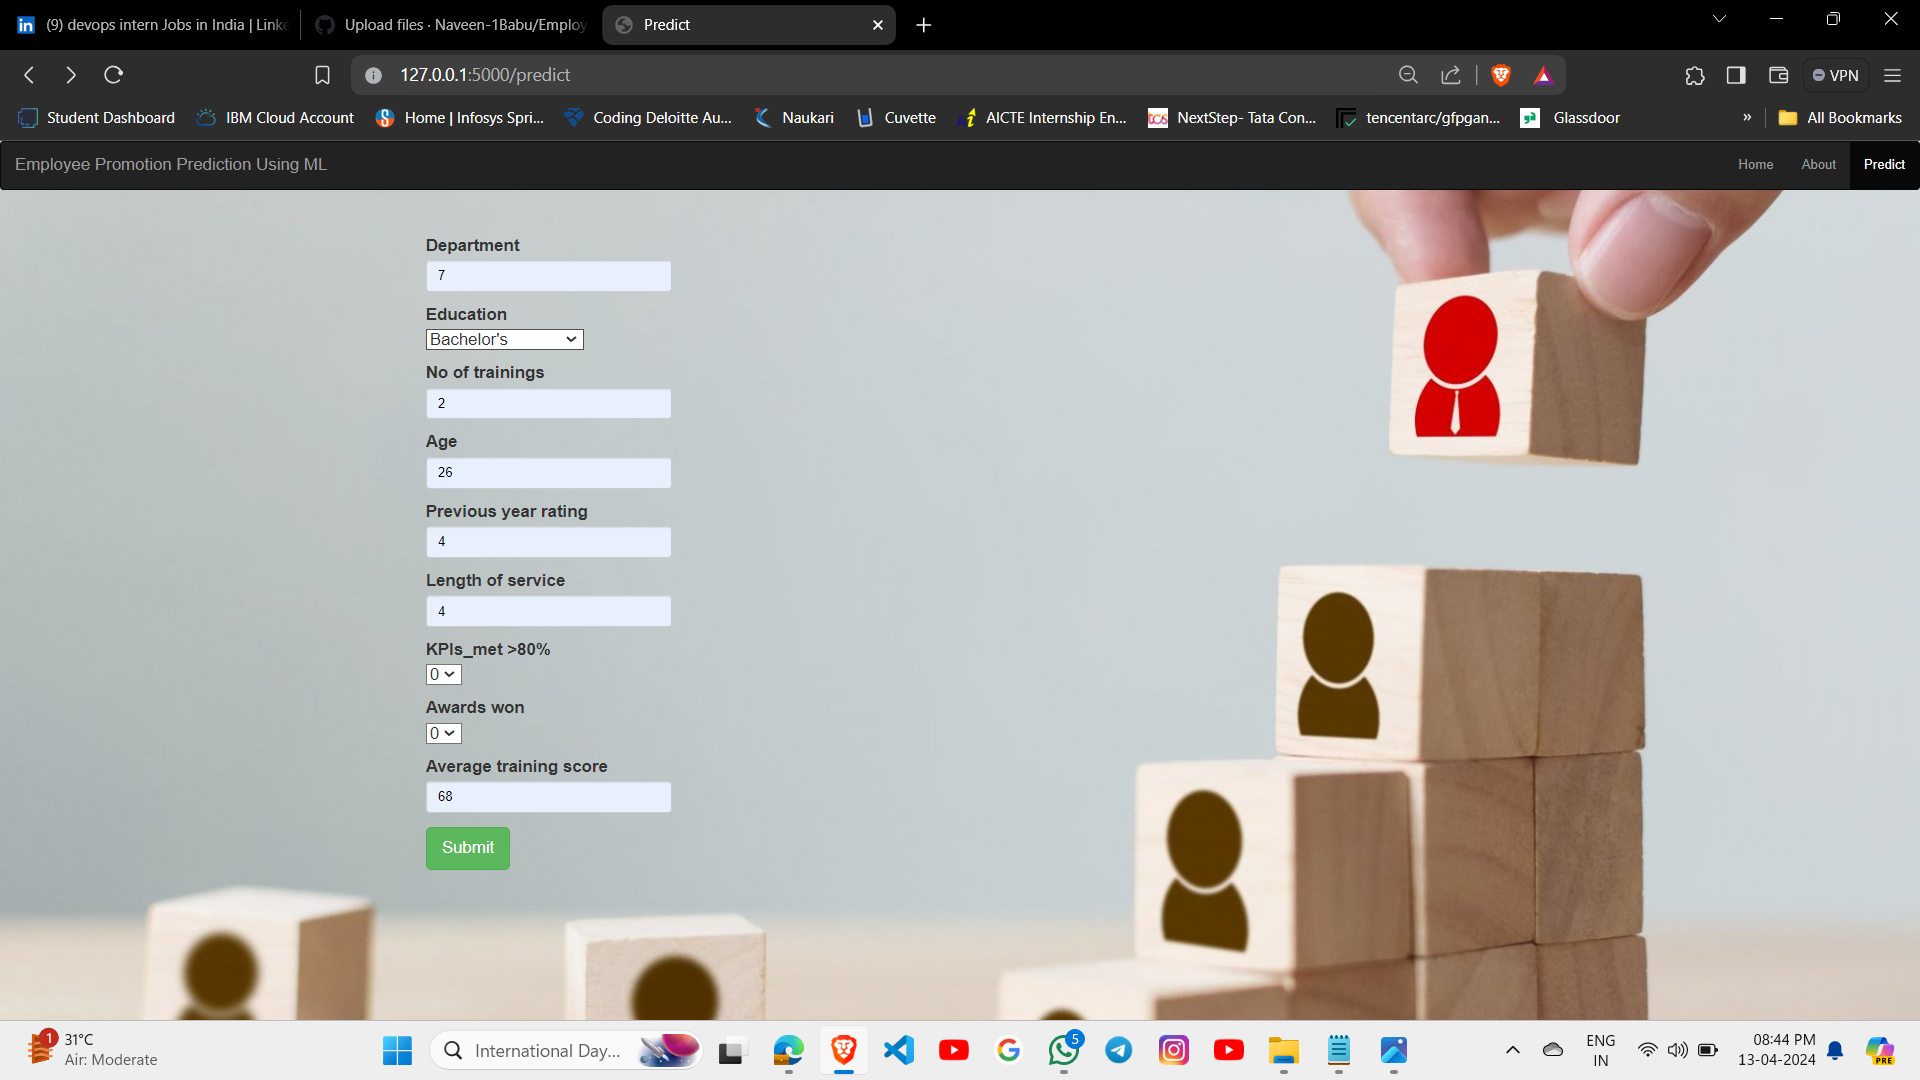 (9) devops intern Jobs in India | Linke
Upload files · Naveen-1Babu/Employ
Predict
127.0.0.1:5000/predict
VPN
Student Dashboard
IBM Cloud Account
Home | Infosys Spri...
Coding Deloitte Au...
Naukari
Cuvette
AICTE Internship En...
NextStep- Tata Con...
tencentarc/gfpgan...
Glassdoor
»
All Bookmarks
Employee Promotion Prediction Using ML
Home
About
Predict
Department
7
Education
Bachelor's
No of trainings
2
Age
26
Previous year rating
4
Length of service
4
KPIs_met >80%
0
Awards won
0
Average training score
68
Submit
1
31°C
Air: Moderate
International Day...
5
ENG
IN
08:44 PM
13-04-2024
PRE